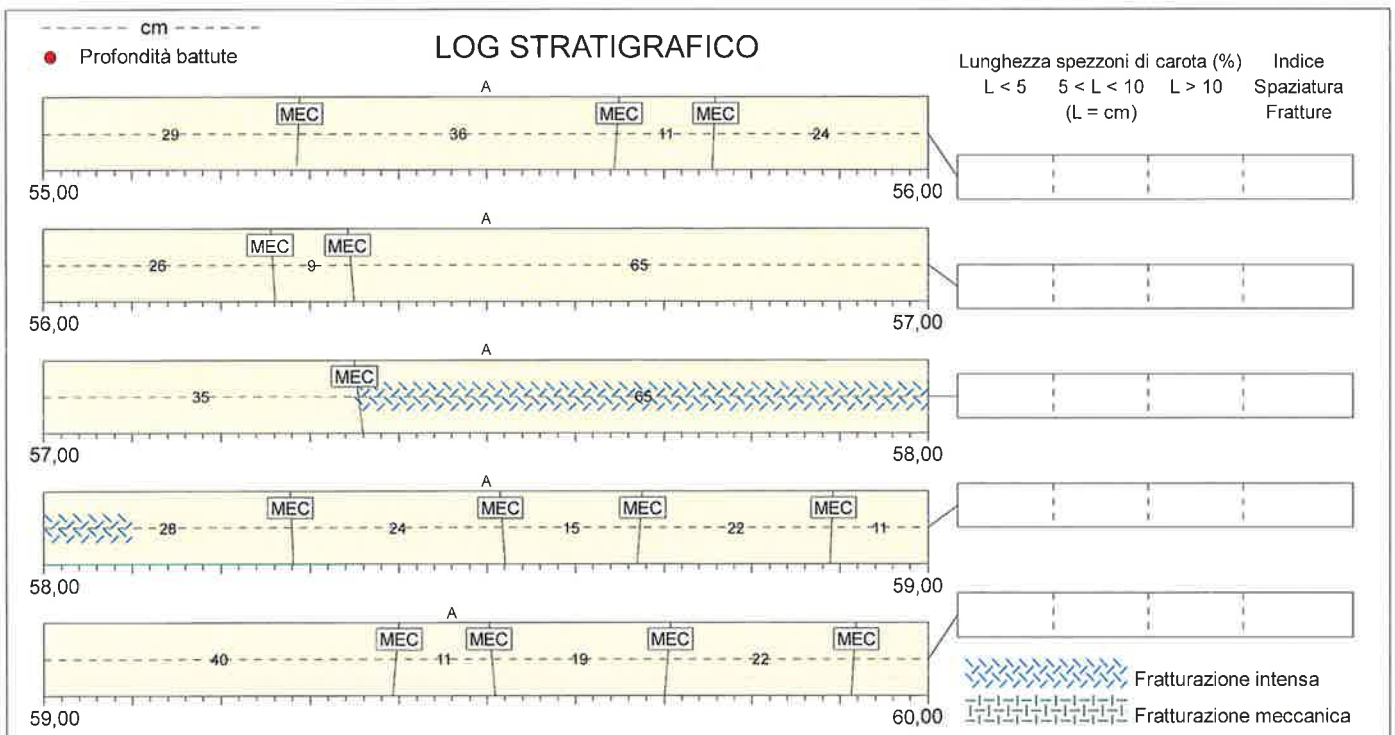 cm
Profondità battute
LOG STRATIGRAFICO
Lunghezza spezzoni di carota (%) Indice
L < 5 5 < L < 10 L > 10 Spaziatura
(L = cm) Fratture
A
MEC MEC MEC
29 36 11 24
55,00 56,00
A
MEC MEC
26 9 65
56,00 57,00
A
MEC
35 65
57,00 58,00
A
MEC MEC MEC MEC
28 24 15 22 11
58,00 59,00
A
MEC MEC MEC MEC
40 11 19 22
59,00 60,00
Fratturazione intensa
Fratturazione meccanica